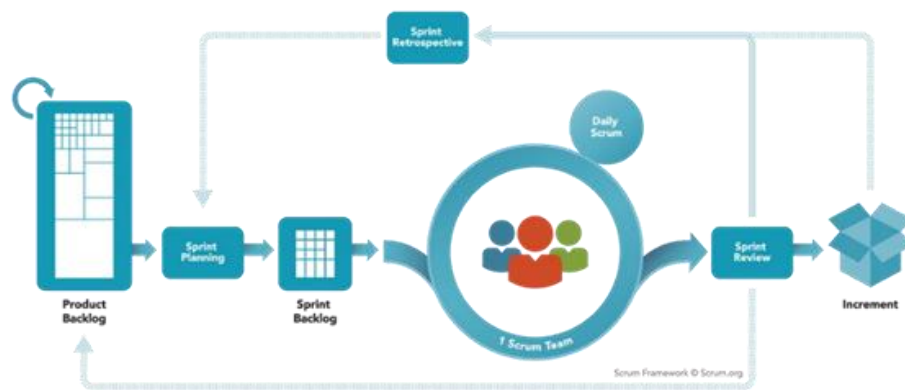 Sprint
Retrospective
Daily
Scrum
Sprint
Planning
Sprint
Review
Product
Backlog
Sprint
Backlog
Increment
1 Scrum Team
Scrum Framework © Scrum.org